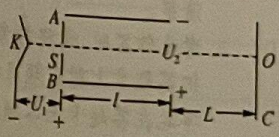 A −
K U₂ O
S
B +
U₁ l L
− + C